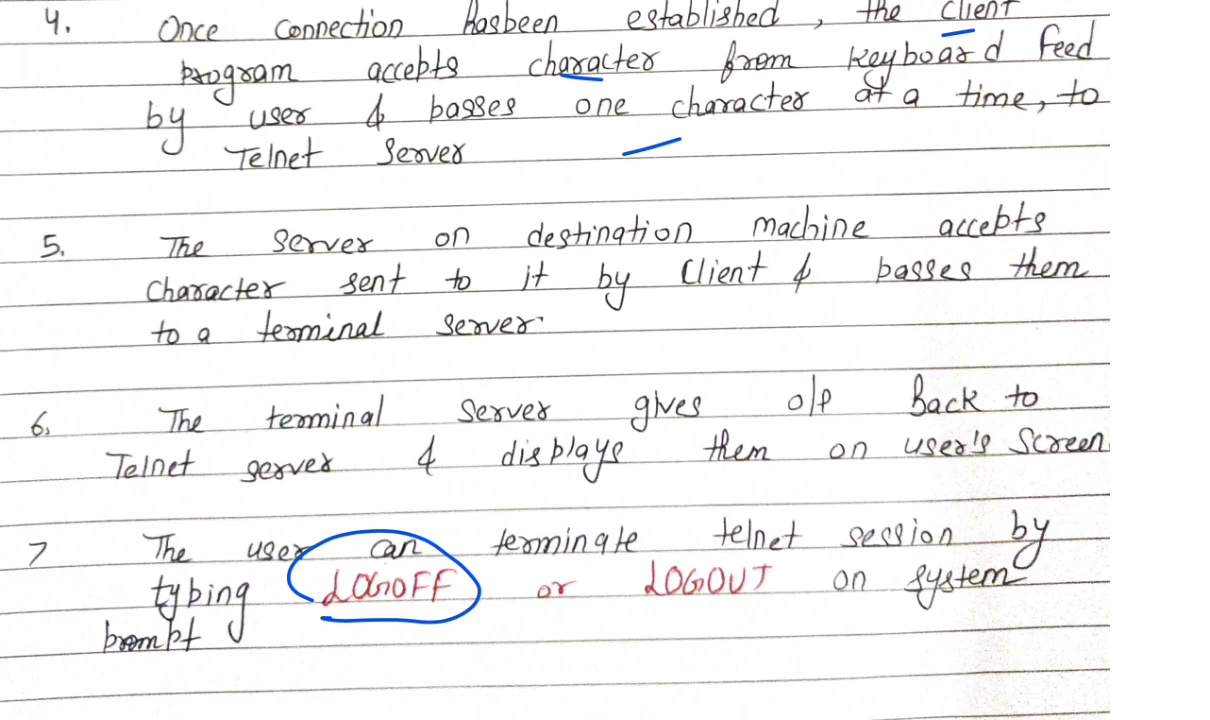 4. Once connection hasbeen established, the client
program accepts character from keyboard feed
by user & passes one character at a time, to
Telnet Server
5. The server on destination machine accepts
character sent to it by client & passes them
to a terminal server.
6. The terminal server gives o/p Back to
Telnet server & displays them on user's screen
7 The user can terminate telnet session by
typing LOGOFF or LOGOUT on system
prompt